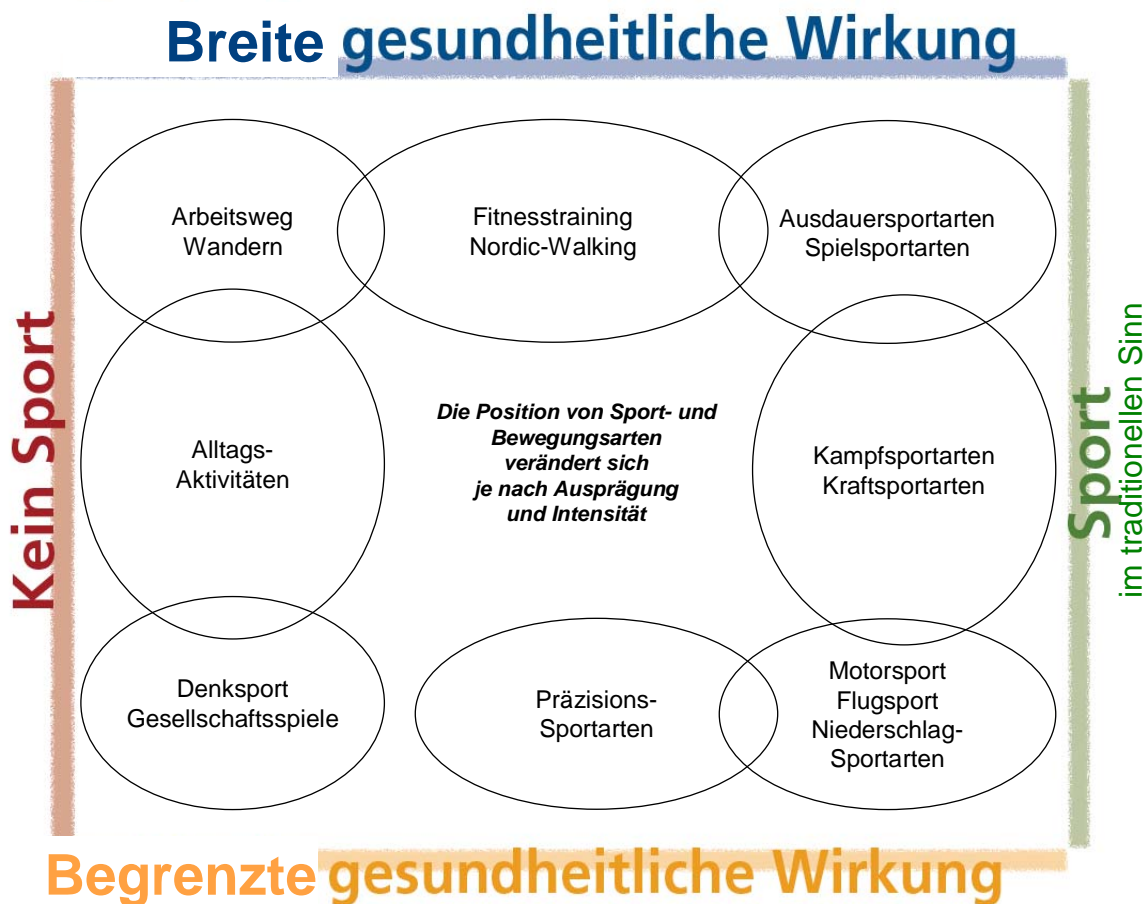 Breite gesundheitliche Wirkung
Kein Sport
Arbeitsweg
Wandern
Fitnesstraining
Nordic-Walking
Ausdauersportarten
Spielsportarten
Alltags-
Aktivitäten
Die Position von Sport- und
Bewegungsarten
verändert sich
je nach Ausprägung
und Intensität
Kampfsportarten
Kraftsportarten
Sport
im traditionellen Sinn
Denksport
Gesellschaftsspiele
Präzisions-
Sportarten
Motorsport
Flugsport
Niederschlag-
Sportarten
Begrenzte gesundheitliche Wirkung